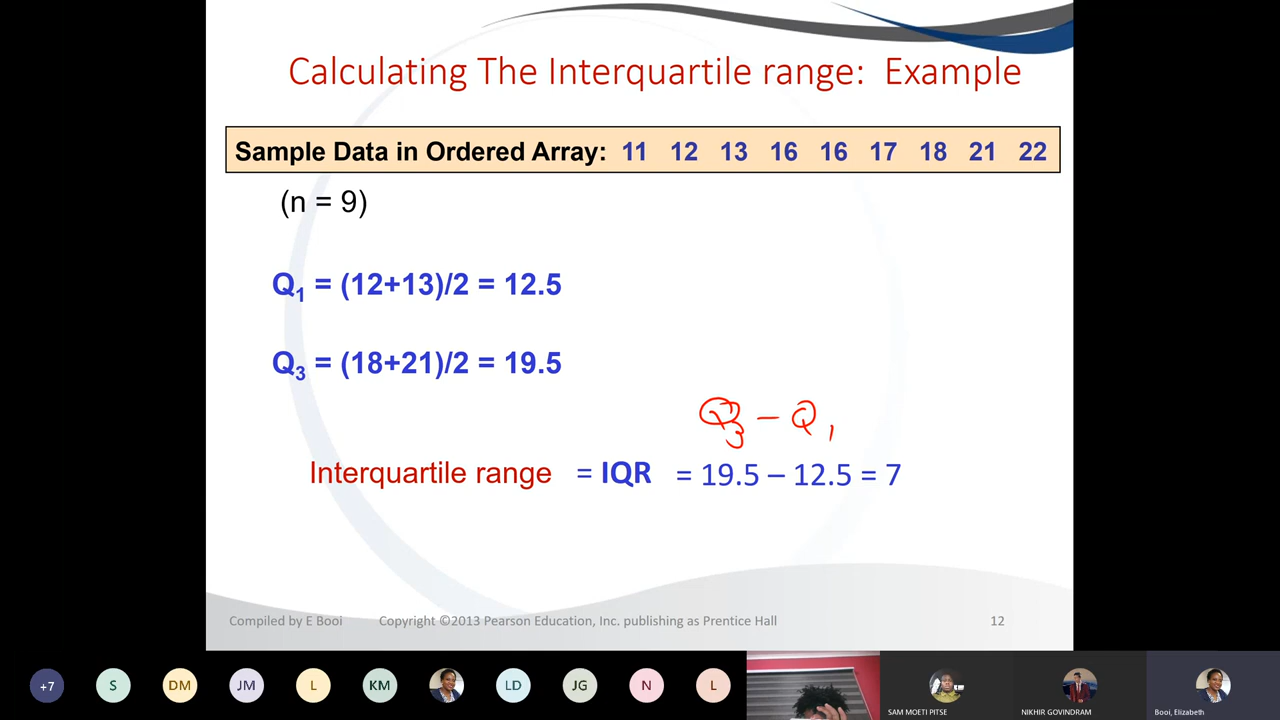 Calculating The Interquartile range: Example
Sample Data in Ordered Array: 11 12 13 16 16 17 18 21 22
(n = 9)
Q1 = (12+13)/2 = 12.5
Q3 = (18+21)/2 = 19.5
Q3 – Q1
Interquartile range = IQR = 19.5 – 12.5 = 7
Compiled by E Booi Copyright ©2013 Pearson Education, Inc. publishing as Prentice Hall 12
+7 S DM JM L KM LD JG N L
SAM MOETI PITSE NIKHIR GOVINDRAM Booi, Elizabeth